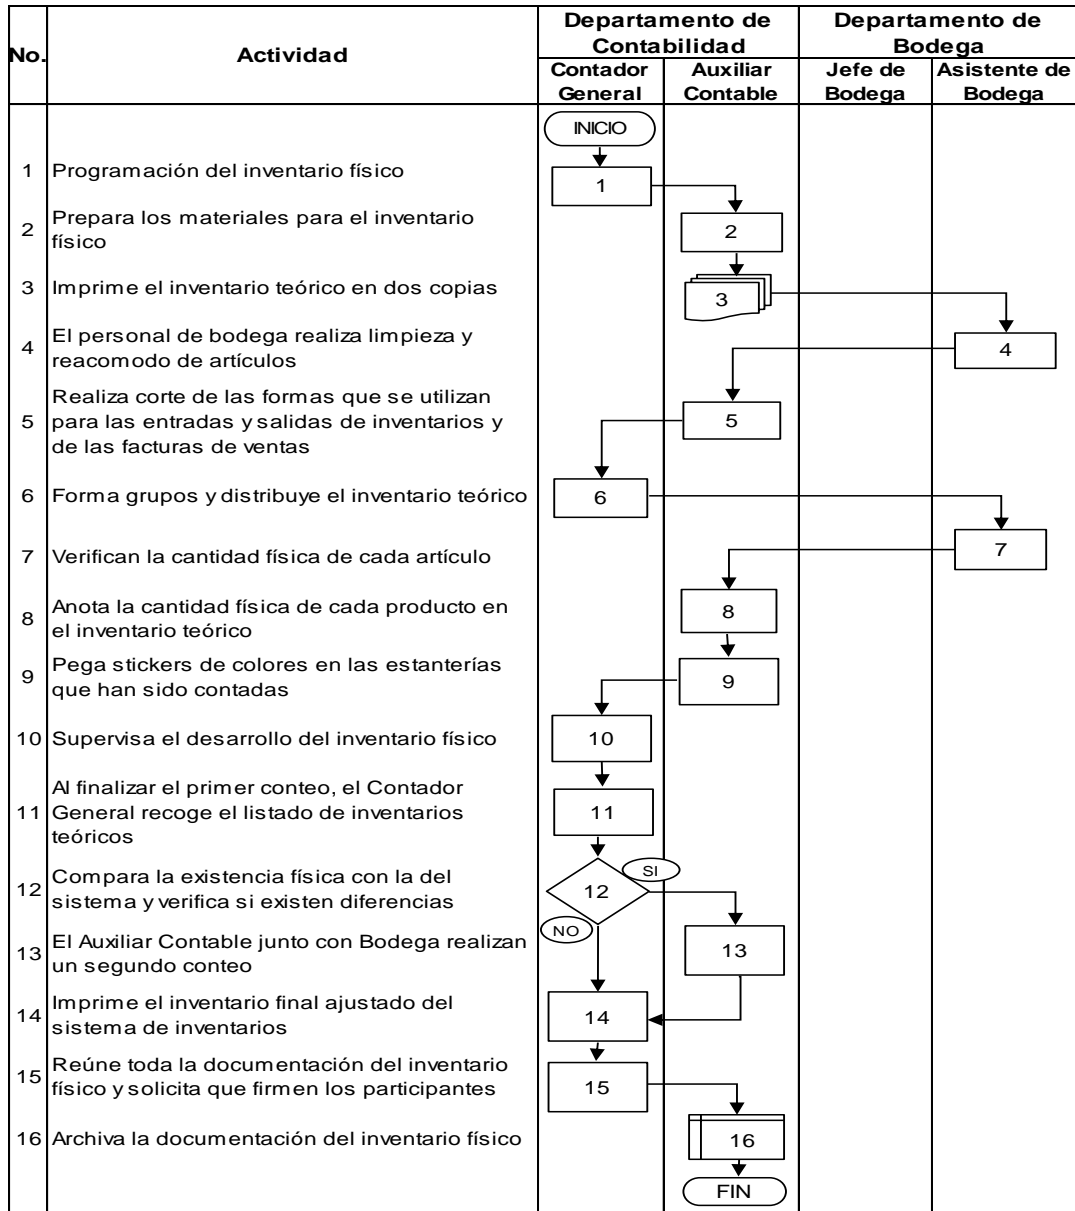 No.
Actividad
Departamento de
Contabilidad
Departamento de
Bodega
Contador
General
Auxiliar
Contable
Jefe de
Bodega
Asistente de
Bodega
INICIO
1 Programación del inventario físico
1
2 Prepara los materiales para el inventario
físico
2
3 Imprime el inventario teórico en dos copias
3
4 El personal de bodega realiza limpieza y
reacomodo de artículos
4
5 Realiza corte de las formas que se utilizan
para las entradas y salidas de inventarios y
de las facturas de ventas
5
6 Forma grupos y distribuye el inventario teórico
6
7 Verifican la cantidad física de cada artículo
7
8 Anota la cantidad física de cada producto en
el inventario teórico
8
9 Pega stickers de colores en las estanterías
que han sido contadas
9
10 Supervisa el desarrollo del inventario físico
10
11 Al finalizar el primer conteo, el Contador
General recoge el listado de inventarios
teóricos
11
12 Compara la existencia física con la del
sistema y verifica si existen diferencias
12
SI
NO
13 El Auxiliar Contable junto con Bodega realizan
un segundo conteo
13
14 Imprime el inventario final ajustado del
sistema de inventarios
14
15 Reúne toda la documentación del inventario
físico y solicita que firmen los participantes
15
16 Archiva la documentación del inventario físico
16
FIN